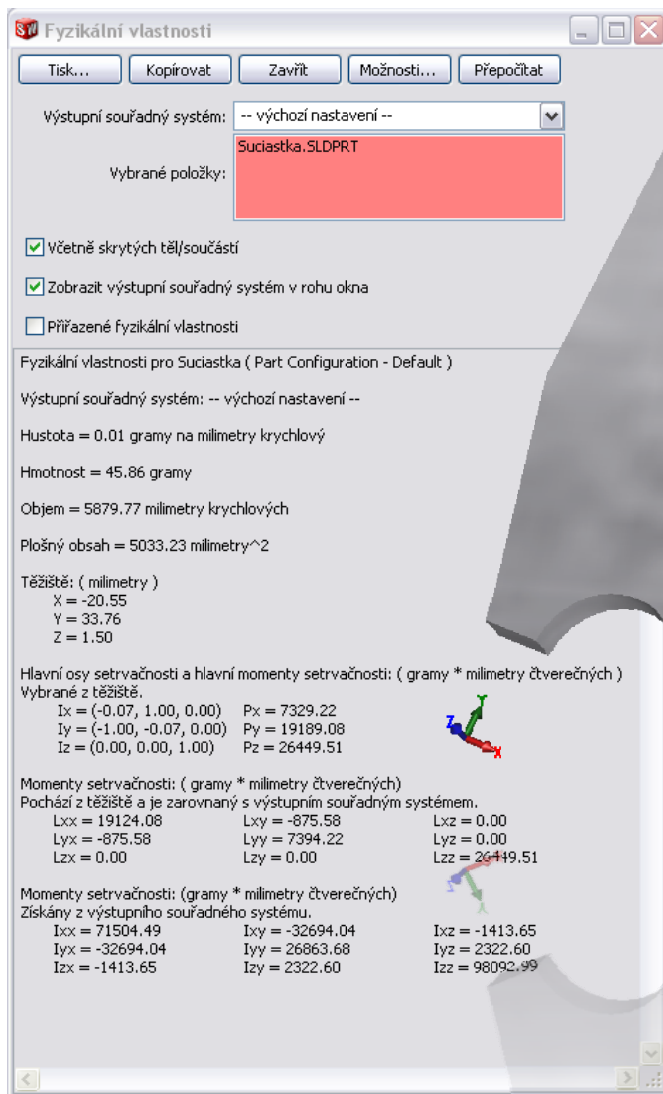 Fyzikální vlastnosti
Tisk... Kopírovat Zavřít Možnosti... Přepočítat
Výstupní souřadný systém: -- výchozí nastavení --
Vybrané položky: Suciastka.SLDPRT
Včetně skrytých těl/součástí
Zobrazit výstupní souřadný systém v rohu okna
Přiřazené fyzikální vlastnosti
Fyzikální vlastnosti pro Suciastka ( Part Configuration - Default )
Výstupní souřadný systém: -- výchozí nastavení --
Hustota = 0.01 gramy na milimetry krychlový
Hmotnost = 45.86 gramy
Objem = 5879.77 milimetry krychlových
Plošný obsah = 5033.23 milimetry^2
Těžiště: ( milimetry )
X = -20.55
Y = 33.76
Z = 1.50
Hlavní osy setrvačnosti a hlavní momenty setrvačnosti: ( gramy * milimetry čtverečných )
Vybrané z těžiště.
Ix = (-0.07, 1.00, 0.00) Px = 7329.22
Iy = (-1.00, -0.07, 0.00) Py = 19189.08
Iz = (0.00, 0.00, 1.00) Pz = 26449.51
Momenty setrvačnosti: ( gramy * milimetry čtverečných)
Pochází z těžiště a je zarovnaný s výstupním souřadným systémem.
Lxx = 19124.08 Lxy = -875.58 Lxz = 0.00
Lyx = -875.58 Lyy = 7394.22 Lyz = 0.00
Lzx = 0.00 Lzy = 0.00 Lzz = 26449.51
Momenty setrvačnosti: (gramy * milimetry čtverečných)
Získány z výstupního souřadného systému.
Ixx = 71504.49 Ixy = -32694.04 Ixz = -1413.65
Iyx = -32694.04 Iyy = 26863.68 Iyz = 2322.60
Izx = -1413.65 Izy = 2322.60 Izz = 98092.99
Y
Z
X